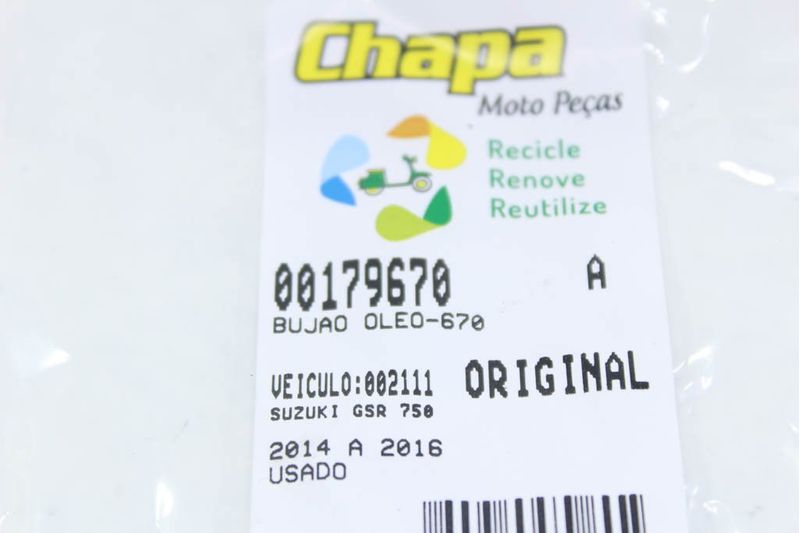 Chapa
Moto Peças
Recicle
Renove
Reutilize
00179670 A
BUJAO OLEO-670
VEICULO:002111 ORIGINAL
SUZUKI GSR 750
2014 A 2016
USADO